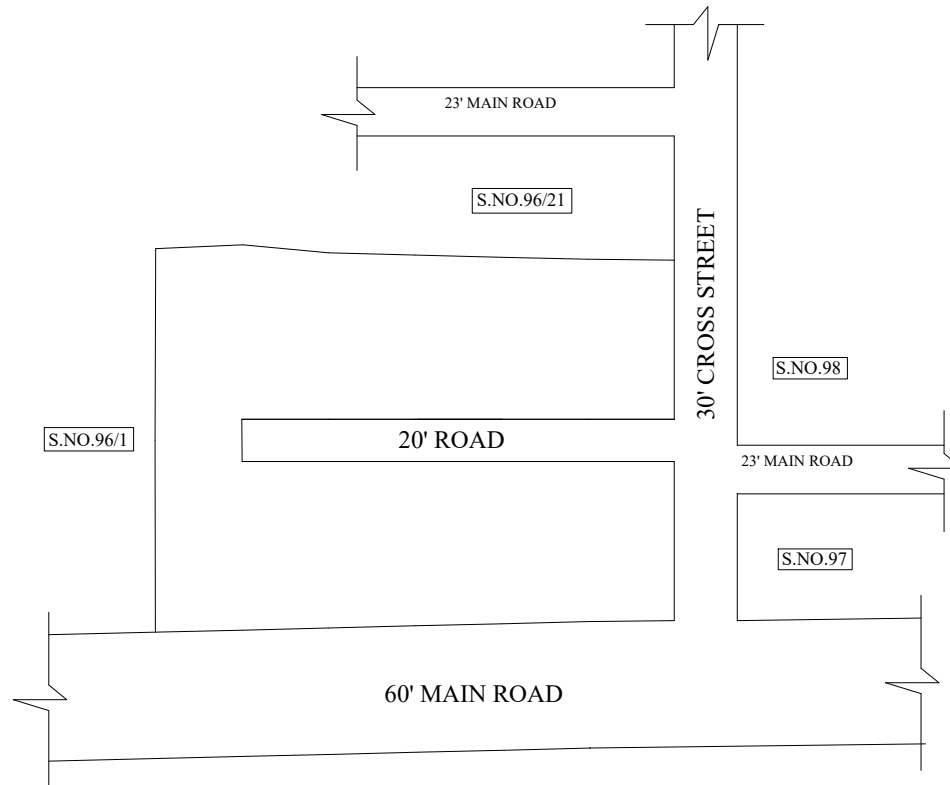 23' MAIN ROAD
S.NO.96/21
30' CROSS STREET
S.NO.98
S.NO.96/1
20' ROAD
23' MAIN ROAD
S.NO.97
60' MAIN ROAD